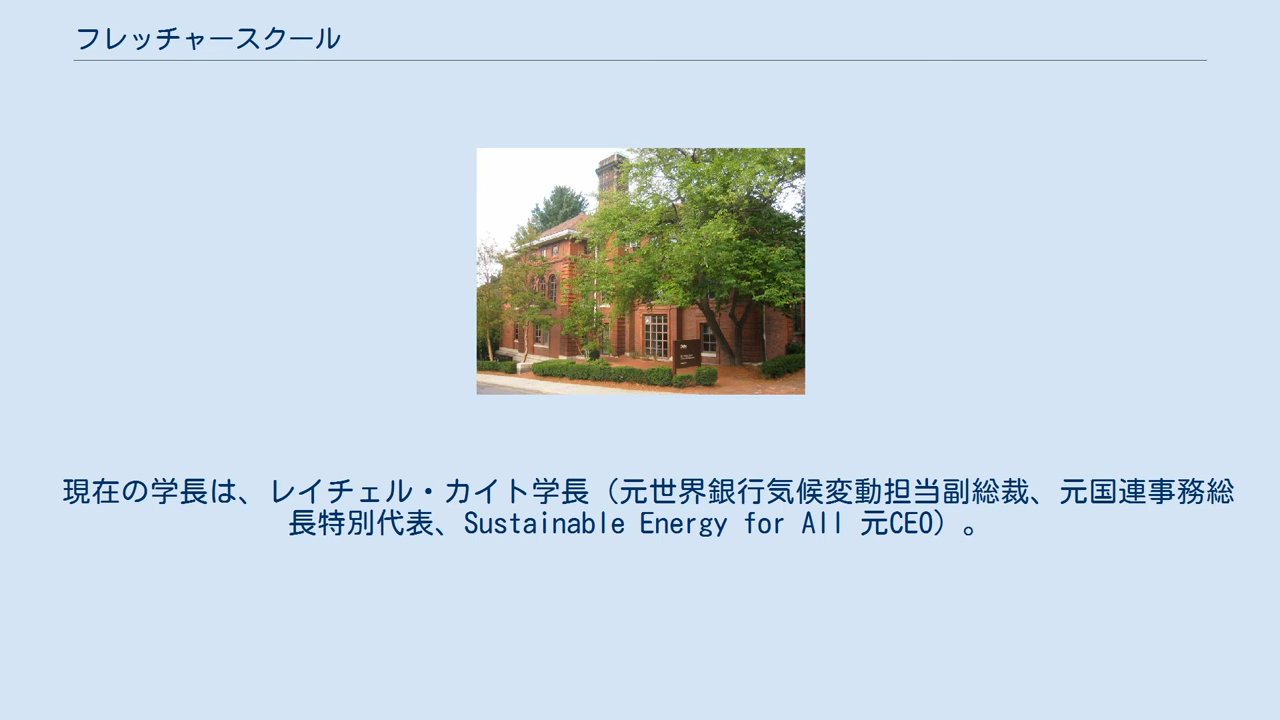 フレッチャースクール
現在の学長は、レイチェル・カイト学長（元世界銀行気候変動担当副総裁、元国連事務総
長特別代表、Sustainable Energy for All 元CEO）。